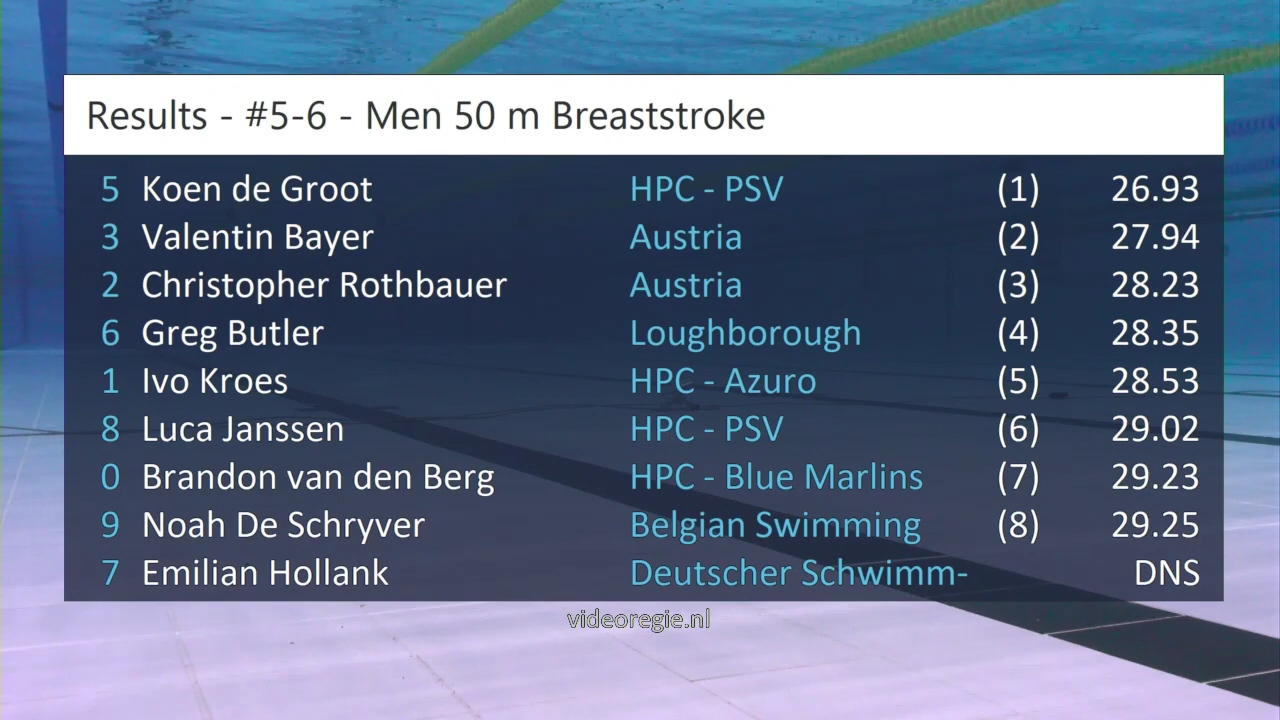 Results - #5-6 - Men 50 m Breaststroke
5 Koen de Groot HPC - PSV (1) 26.93
3 Valentin Bayer Austria (2) 27.94
2 Christopher Rothbauer Austria (3) 28.23
6 Greg Butler Loughborough (4) 28.35
1 Ivo Kroes HPC - Azuro (5) 28.53
8 Luca Janssen HPC - PSV (6) 29.02
0 Brandon van den Berg HPC - Blue Marlins (7) 29.23
9 Noah De Schryver Belgian Swimming (8) 29.25
7 Emilian Hollank Deutscher Schwimm- DNS
videoregie.nl